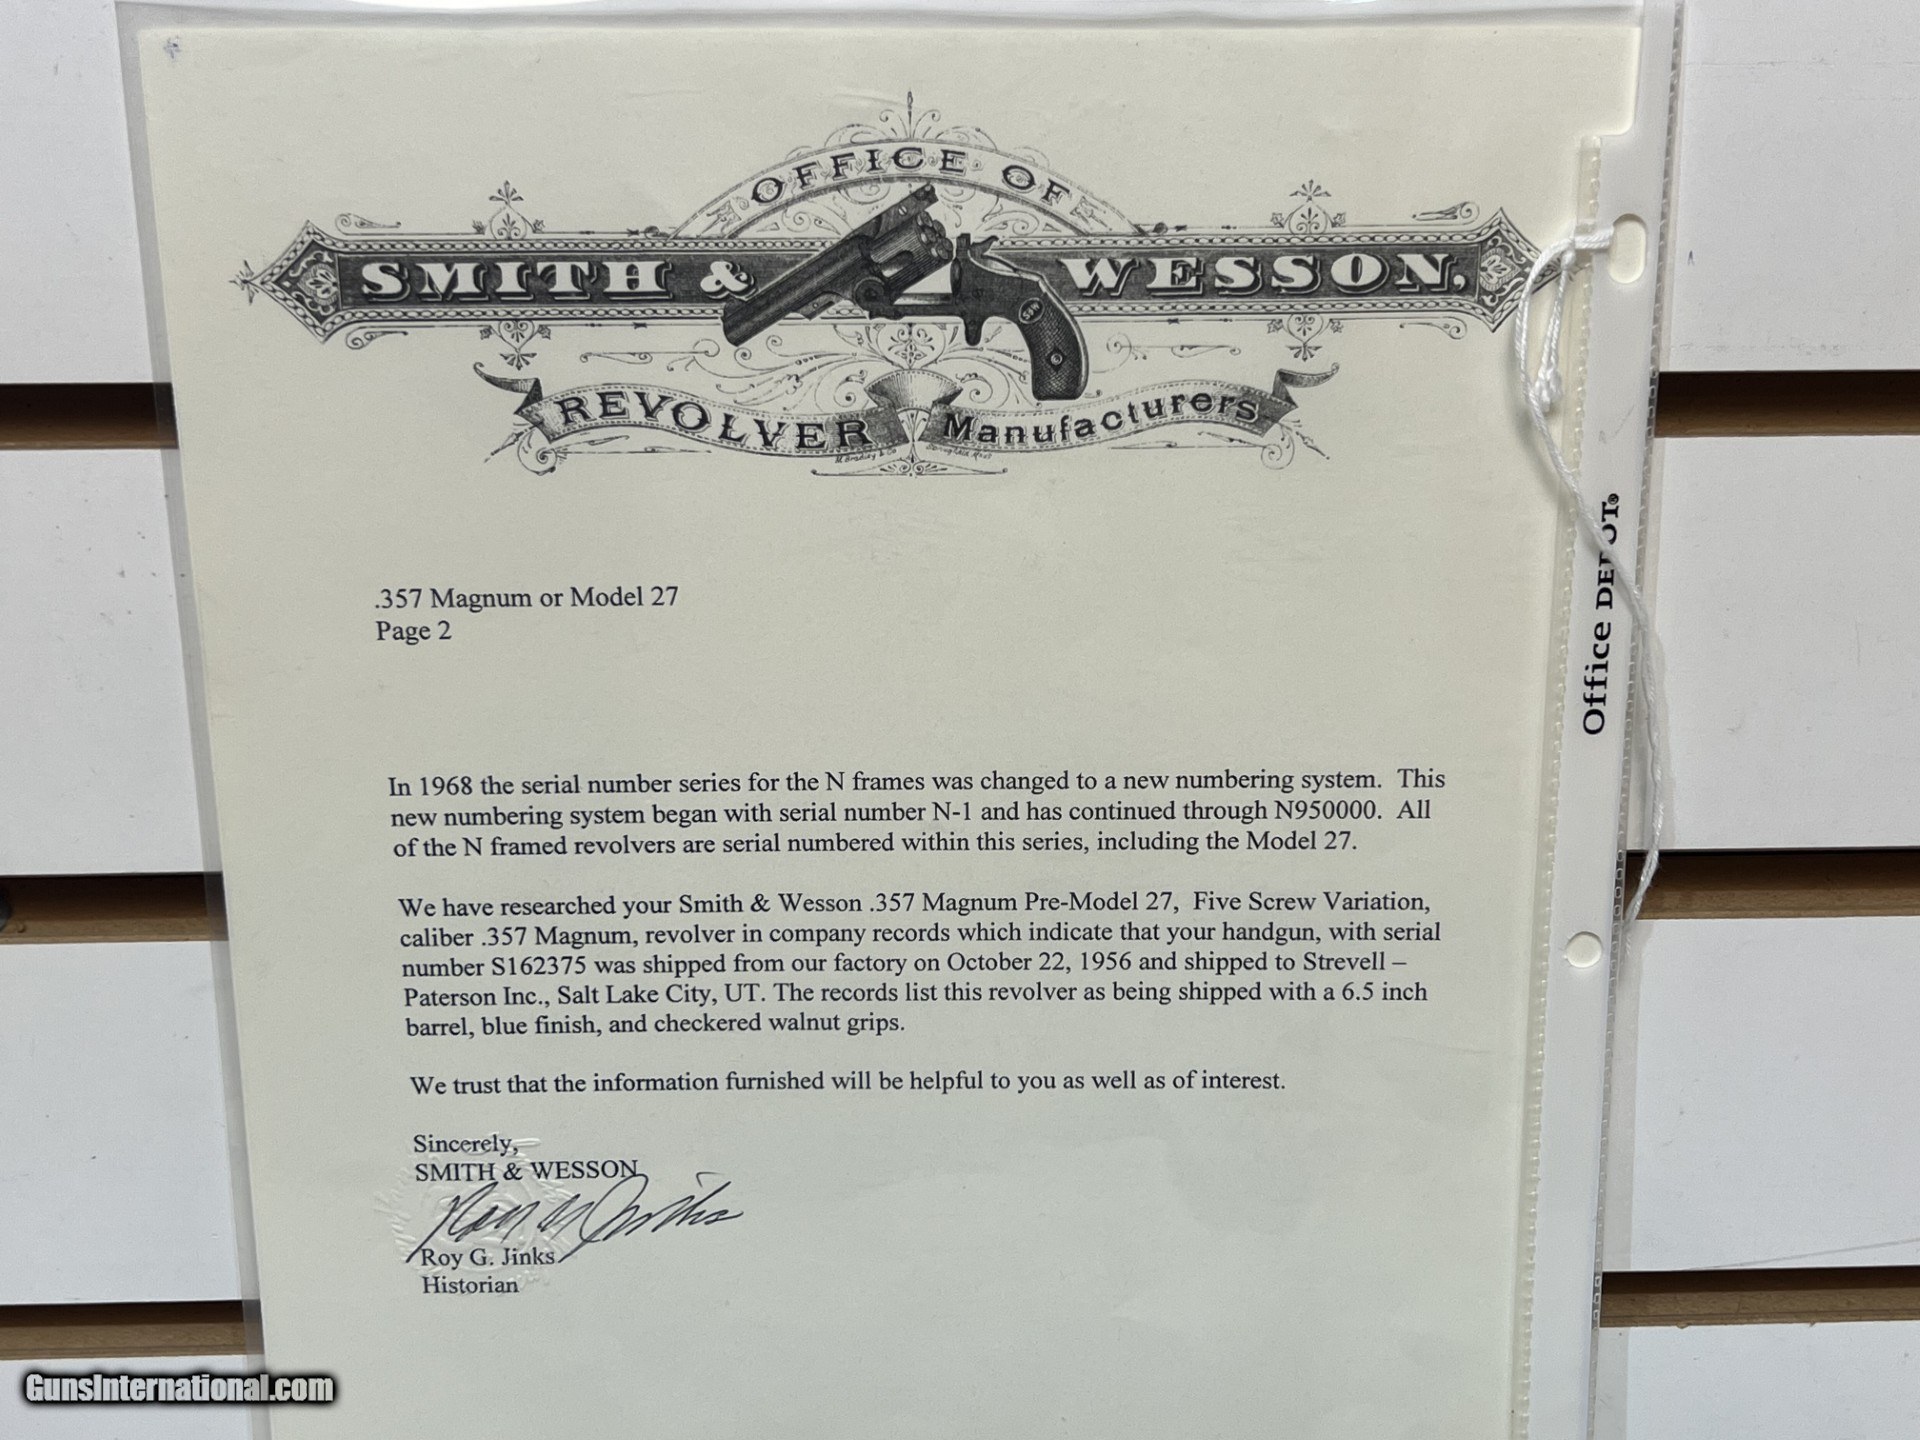 OFFICE OF
SMITH & WESSON.
REVOLVER Manufacturers
.357 Magnum or Model 27
Page 2
In 1968 the serial number series for the N frames was changed to a new numbering system.  This
new numbering system began with serial number N-1 and has continued through N950000.  All
of the N framed revolvers are serial numbered within this series, including the Model 27.
We have researched your Smith & Wesson .357 Magnum Pre-Model 27,  Five Screw Variation,
caliber .357 Magnum, revolver in company records which indicate that your handgun, with serial
number S162375 was shipped from our factory on October 22, 1956 and shipped to Strevell –
Paterson Inc., Salt Lake City, UT. The records list this revolver as being shipped with a 6.5 inch
barrel, blue finish, and checkered walnut grips.
We trust that the information furnished will be helpful to you as well as of interest.
Sincerely,
SMITH & WESSON
Roy G. Jinks
Historian
Office DEPOT®
GunsInternational.com